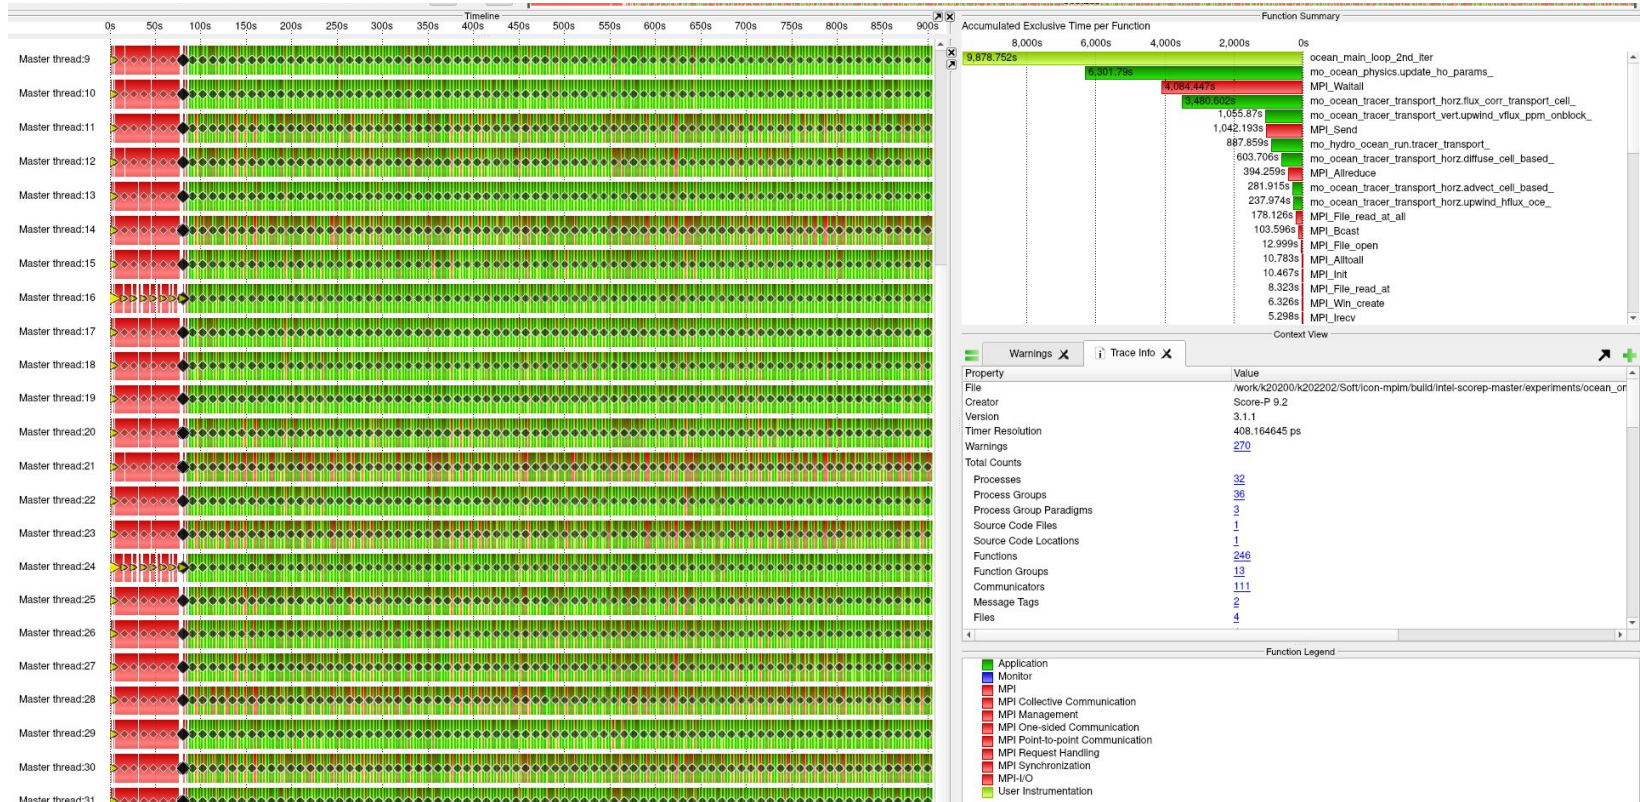 Timeline
0s 50s 100s 150s 200s 250s 300s 350s 400s 450s 500s 550s 600s 650s 700s 750s 800s 850s 900s
Master thread:9
Master thread:10
Master thread:11
Master thread:12
Master thread:13
Master thread:14
Master thread:15
Master thread:16
Master thread:17
Master thread:18
Master thread:19
Master thread:20
Master thread:21
Master thread:22
Master thread:23
Master thread:24
Master thread:25
Master thread:26
Master thread:27
Master thread:28
Master thread:29
Master thread:30
Master thread:31
Function Summary
Accumulated Exclusive Time per Function
8,000s 6,000s 4,000s 2,000s 0s
9,878.752s ocean_main_loop_2nd_iter
6,301.79s mo_ocean_physics.update_ho_params_
4,084.447s MPI_Waitall
3,480.602s mo_ocean_tracer_transport_horz.flux_corr_transport_cell_
1,055.87s mo_ocean_tracer_transport_vert.upwind_vflux_ppm_onblock_
1,042.193s MPI_Send
887.859s mo_hydro_ocean_run.tracer_transport_
603.706s mo_ocean_tracer_transport_horz.diffuse_cell_based_
394.259s MPI_Allreduce
281.915s mo_ocean_tracer_transport_horz.advect_cell_based_
237.974s mo_ocean_tracer_transport_horz.upwind_hflux_oce_
178.126s MPI_File_read_at_all
103.596s MPI_Bcast
12.999s MPI_File_open
10.783s MPI_Alltoall
10.467s MPI_Init
8.323s MPI_File_read_at
6.326s MPI_Win_create
5.298s MPI_Irecv
Context View
Warnings Trace Info
Property Value
File /work/k20200/k202202/Soft/icon-mpim/build/intel-scorep-master/experiments/ocean_or
Creator Score-P 9.2
Version 3.1.1
Timer Resolution 408.164645 ps
Warnings 270
Total Counts
Processes 32
Process Groups 36
Process Group Paradigms 3
Source Code Files 1
Source Code Locations 1
Functions 246
Function Groups 13
Communicators 111
Message Tags 2
Files 4
Function Legend
Application
Monitor
MPI
MPI Collective Communication
MPI Management
MPI One-sided Communication
MPI Point-to-point Communication
MPI Request Handling
MPI Synchronization
MPI-I/O
User Instrumentation